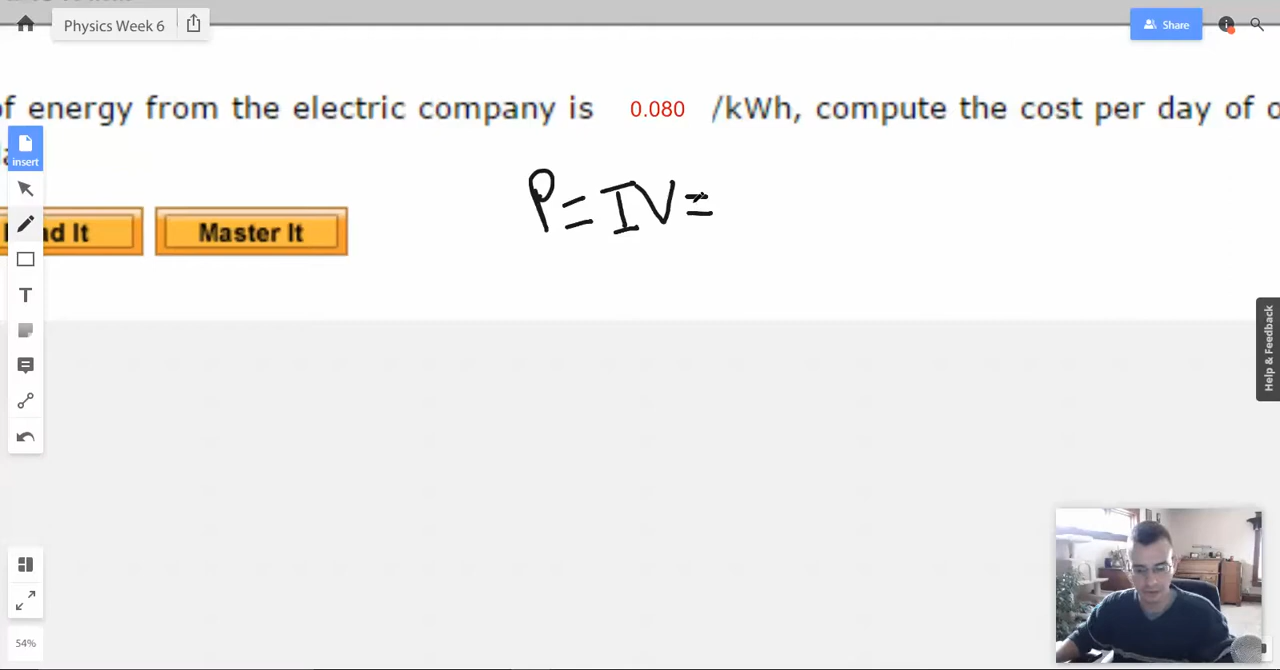 Physics Week 6
Share
of energy from the electric company is 0.080 /kWh, compute the cost per day of
insert
P = IV =
d It
Master It
T
Help & Feedback
54%